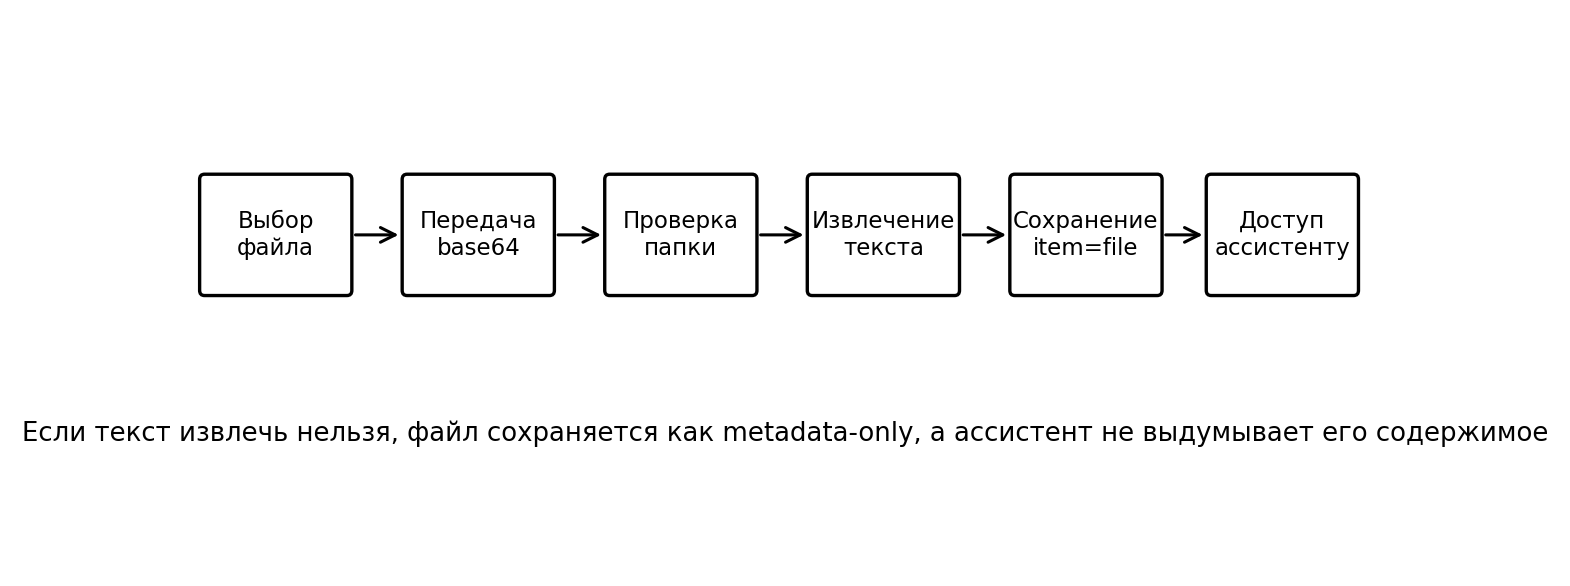 Выбор
файла
Передача
base64
Проверка
папки
Извлечение
текста
Сохранение
item=file
Доступ
ассистенту
Если текст извлечь нельзя, файл сохраняется как metadata-only, а ассистент не выдумывает его содержимое